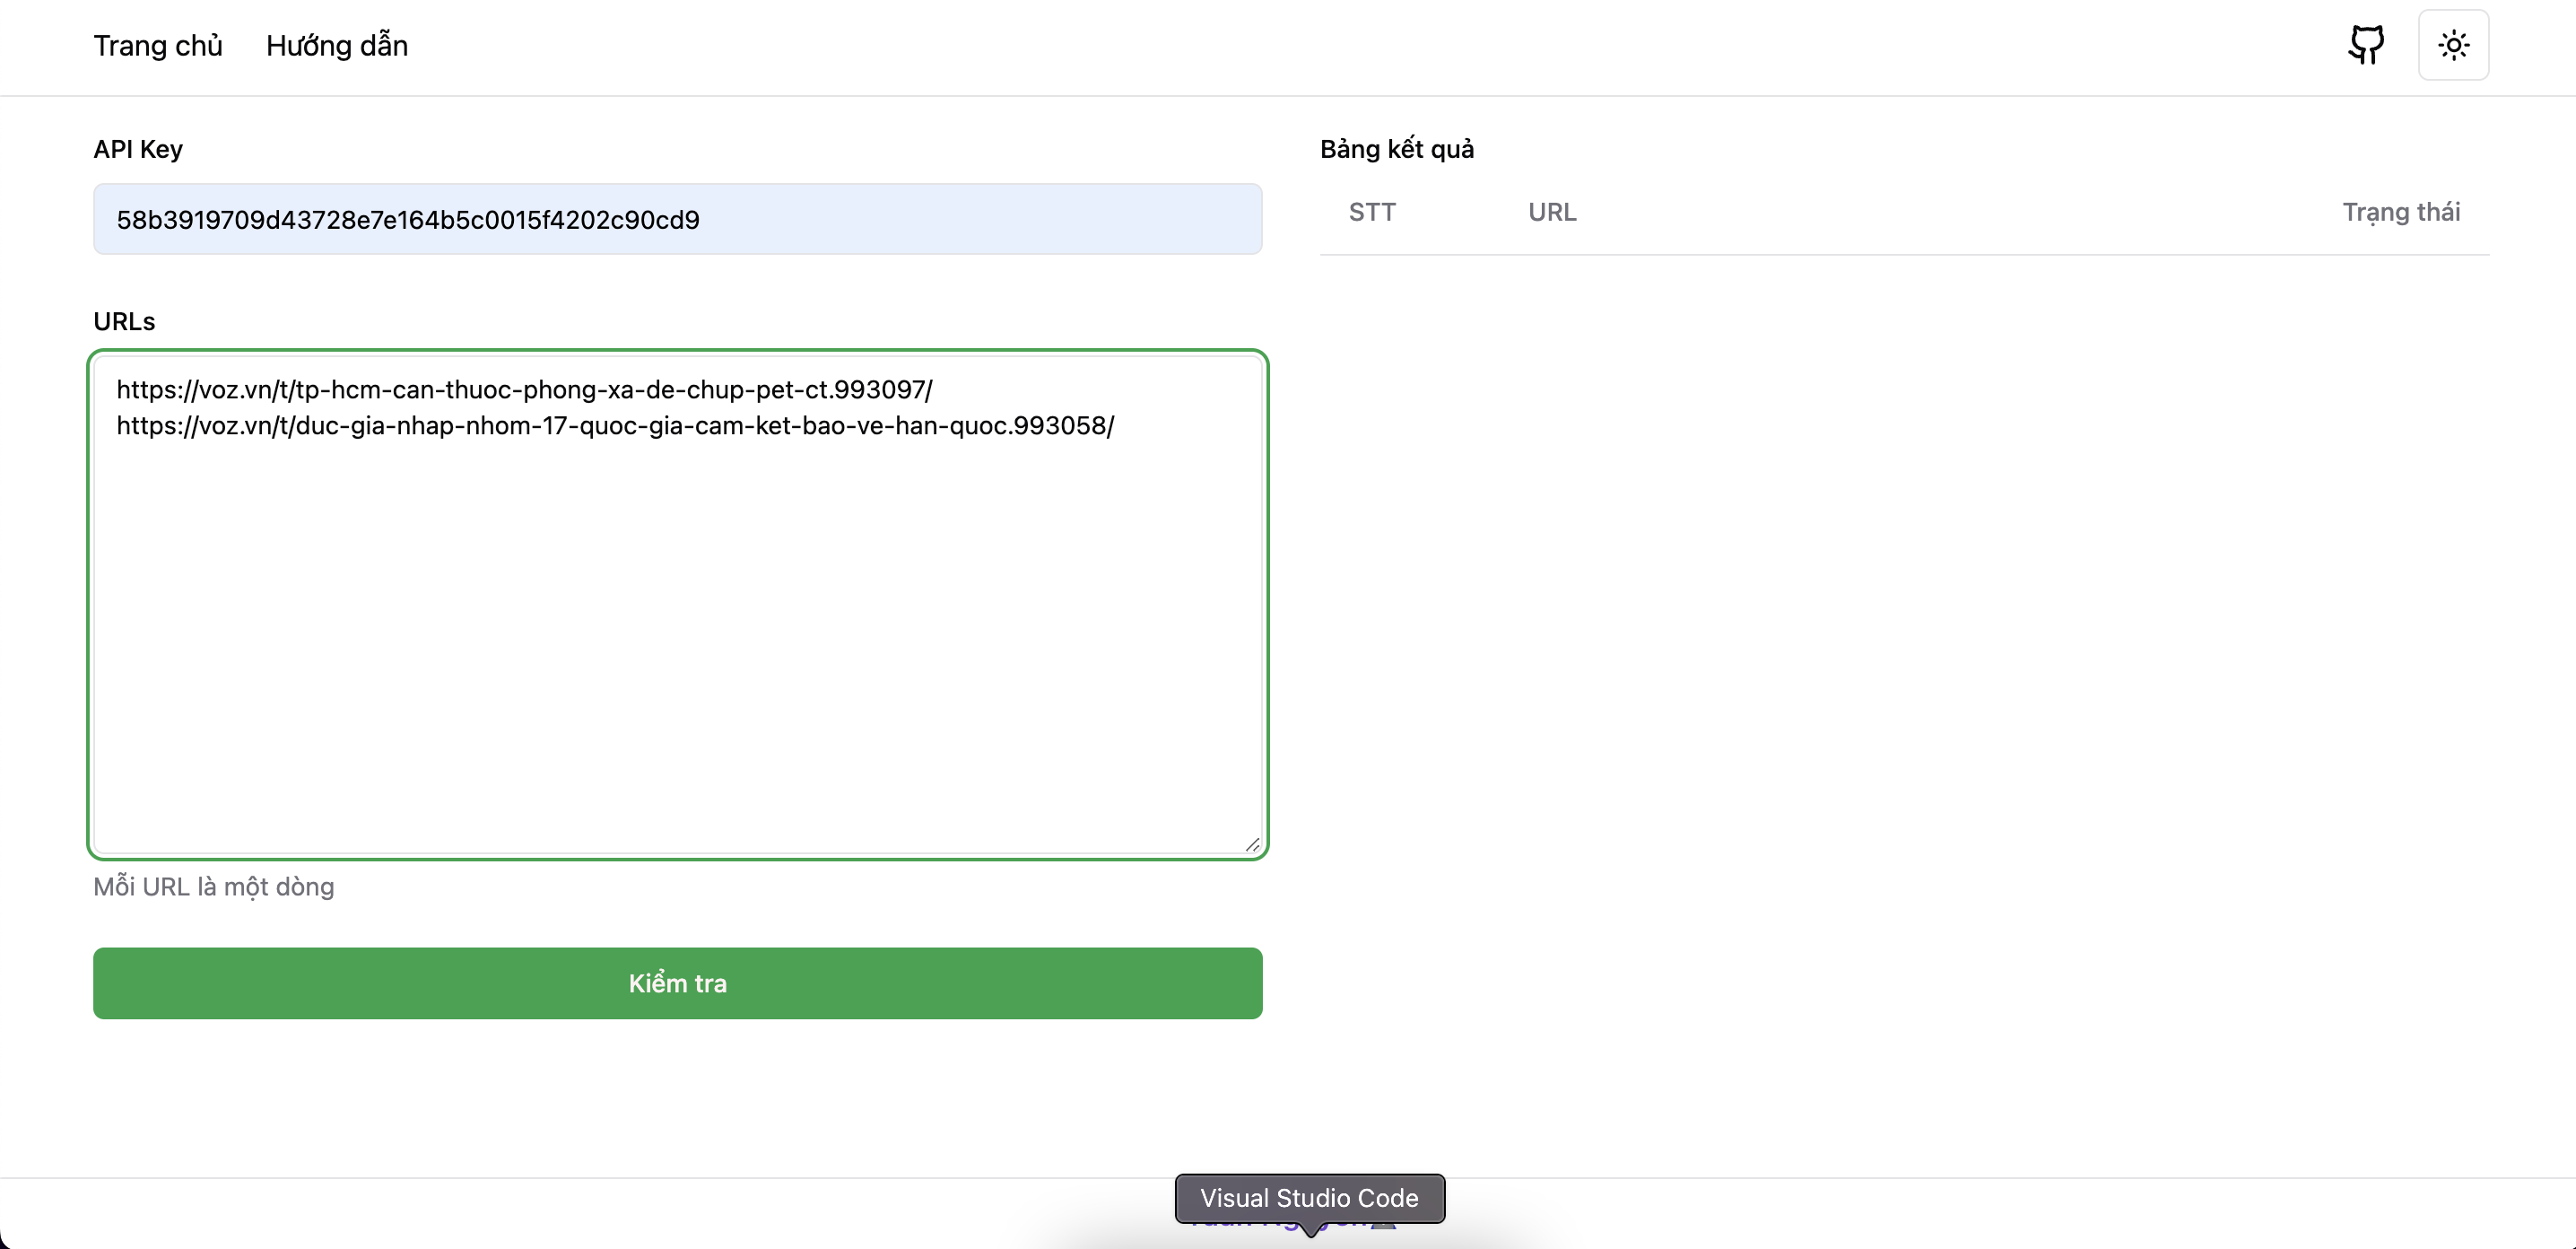 Trang chủ
Hướng dẫn
API Key
58b3919709d43728e7e164b5c0015f4202c90cd9
URLs
https://voz.vn/t/tp-hcm-can-thuoc-phong-xa-de-chup-pet-ct.993097/
https://voz.vn/t/duc-gia-nhap-nhom-17-quoc-gia-cam-ket-bao-ve-han-quoc.993058/
Mỗi URL là một dòng
Kiểm tra
Bảng kết quả
STT URL Trạng thái
Visual Studio Code